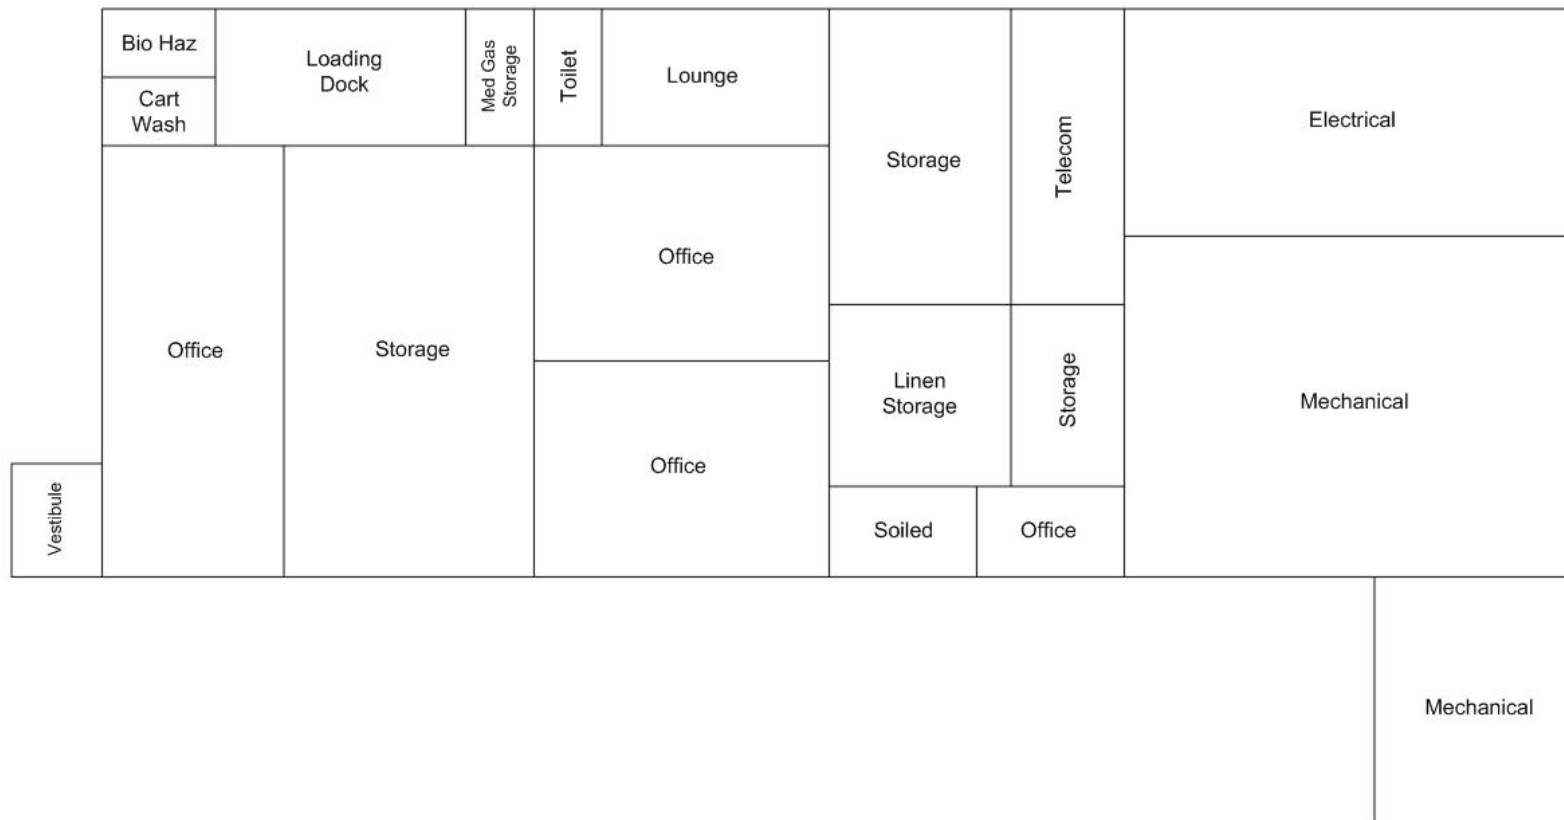 Bio Haz
Cart
Wash
Loading
Dock
Med Gas
Storage
Toilet
Lounge
Storage
Telecom
Electrical
Office
Storage
Office
Office
Linen
Storage
Storage
Mechanical
Vestibule
Soiled
Office
Mechanical